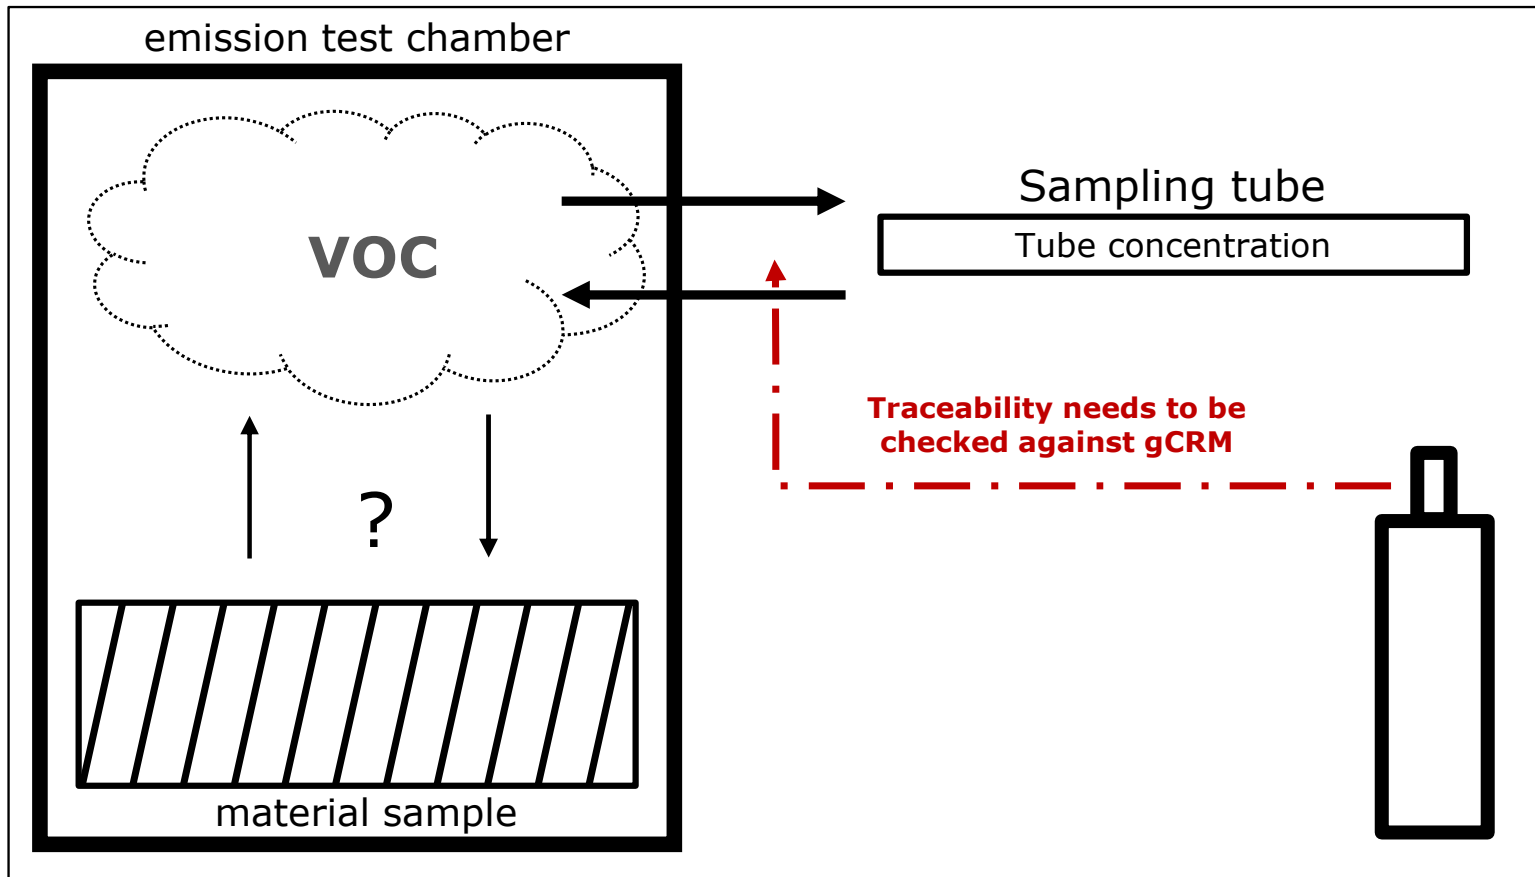 emission test chamber
VOC
Sampling tube
Tube concentration
Traceability needs to be
checked against gCRM
?
material sample